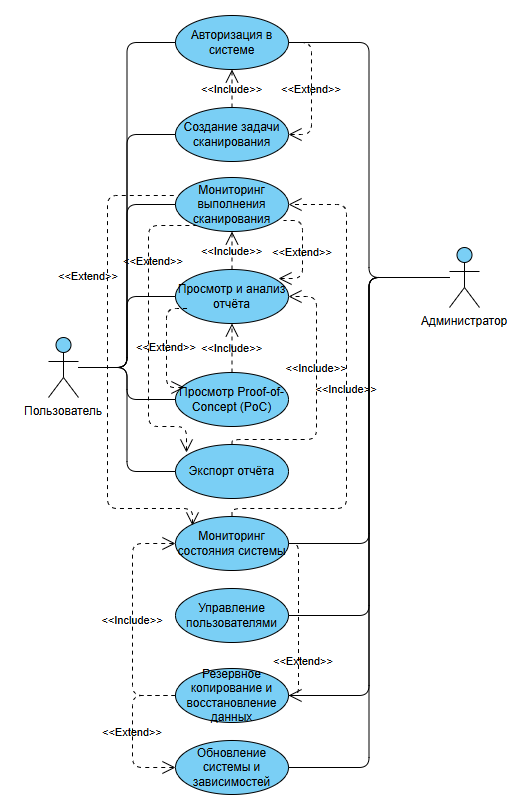 Авторизация в
системе
<<Include>>
<<Extend>>
Создание задачи
сканирования
Мониторинг
выполнения
сканирования
<<Include>>
<<Extend>>
<<Extend>>
<<Extend>>
Просмотр и анализ
отчёта
<<Extend>>
<<Include>>
<<Include>>
<<Include>>
Просмотр Proof-of-
Concept (PoC)
Пользователь
Администратор
Экспорт отчёта
Мониторинг
состояния системы
Управление
пользователями
<<Include>>
<<Extend>>
Резервное
копирование и
восстановление
данных
<<Extend>>
Обновление
системы и
зависимостей